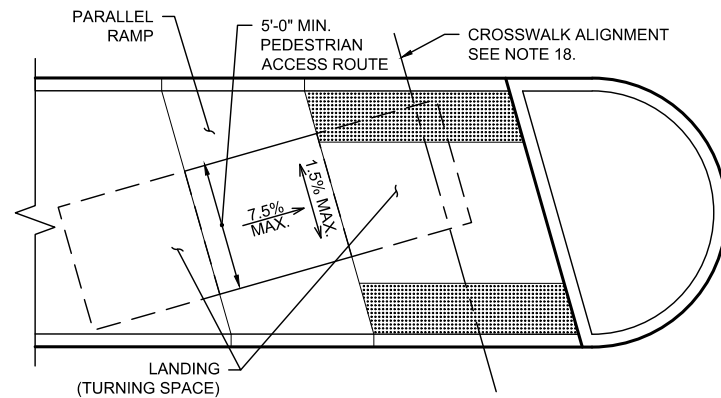 PARALLEL
RAMP
5'-0" MIN.
PEDESTRIAN
ACCESS ROUTE
CROSSWALK ALIGNMENT
SEE NOTE 18.
7.5%
MAX.
1.5% MAX.
LANDING
(TURNING SPACE)